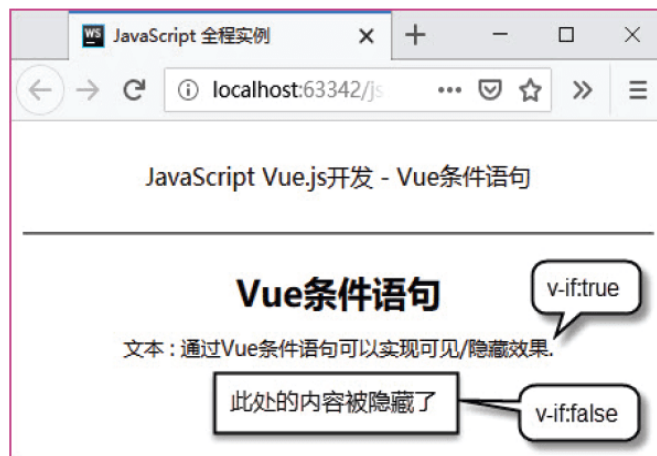 WS JavaScript 全程实例
localhost:63342/js
JavaScript Vue.js开发 - Vue条件语句
Vue条件语句
v-if:true
文本 : 通过Vue条件语句可以实现可见/隐藏效果.
此处的内容被隐藏了
v-if:false